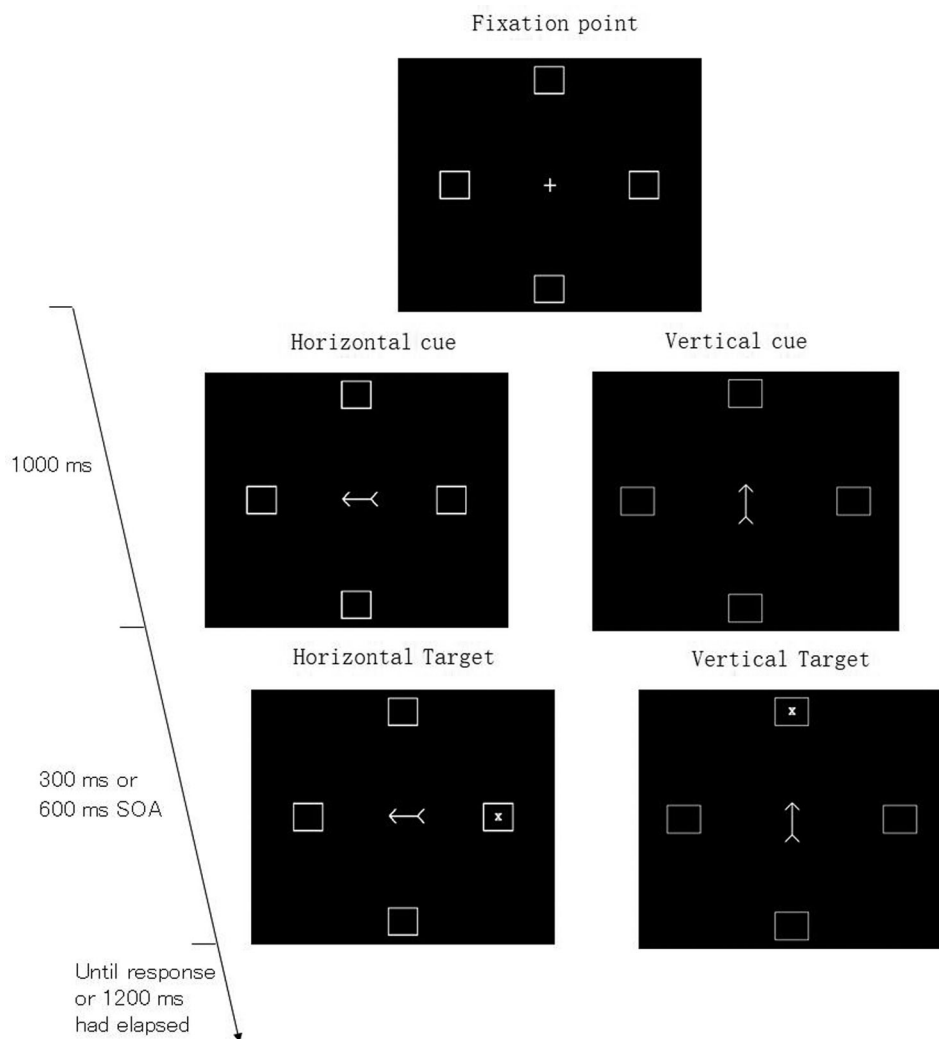 Fixation point
Horizontal cue
Vertical cue
1000 ms
Horizontal Target
Vertical Target
x
x
300 ms or
600 ms SOA
Until response
or 1200 ms
had elapsed